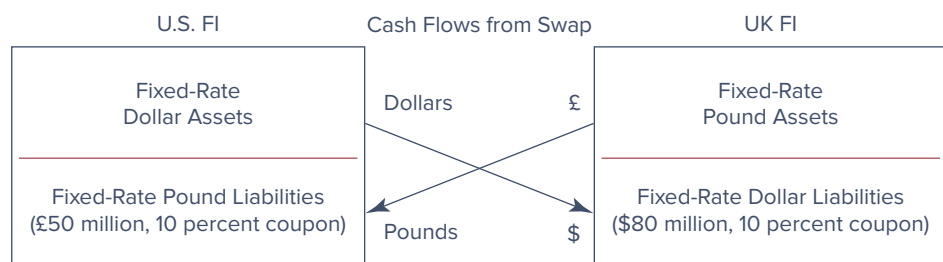 U.S. FI
Cash Flows from Swap
UK FI
Fixed-Rate
Dollar Assets
Dollars
£
Fixed-Rate
Pound Assets
Fixed-Rate Pound Liabilities
(£50 million, 10 percent coupon)
Pounds
$
Fixed-Rate Dollar Liabilities
($80 million, 10 percent coupon)